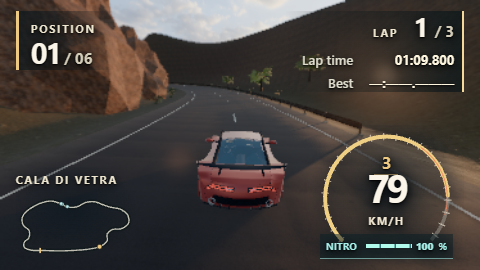 POSITION
01 / 06
LAP 1 / 3
Lap time 01:09.800
Best --:--.---
CALA DI VETRA
3
79
KM/H
NITRO 100 %